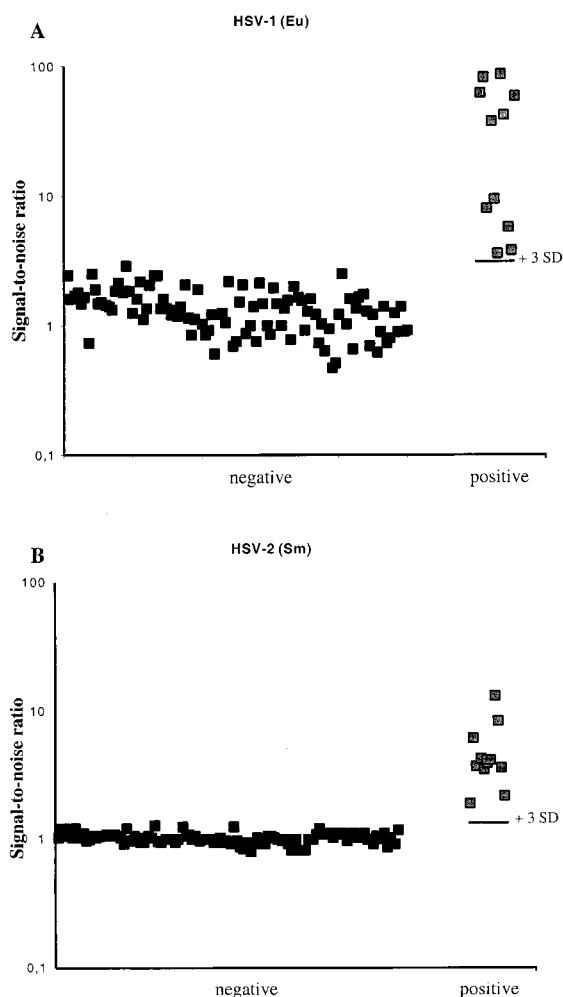 A
HSV-1 (Eu)
Signal-to-noise ratio
100
10
1
0,1
+ 3 SD
negative
positive
B
HSV-2 (Sm)
Signal-to-noise ratio
100
10
1
0,1
+ 3 SD
negative
positive